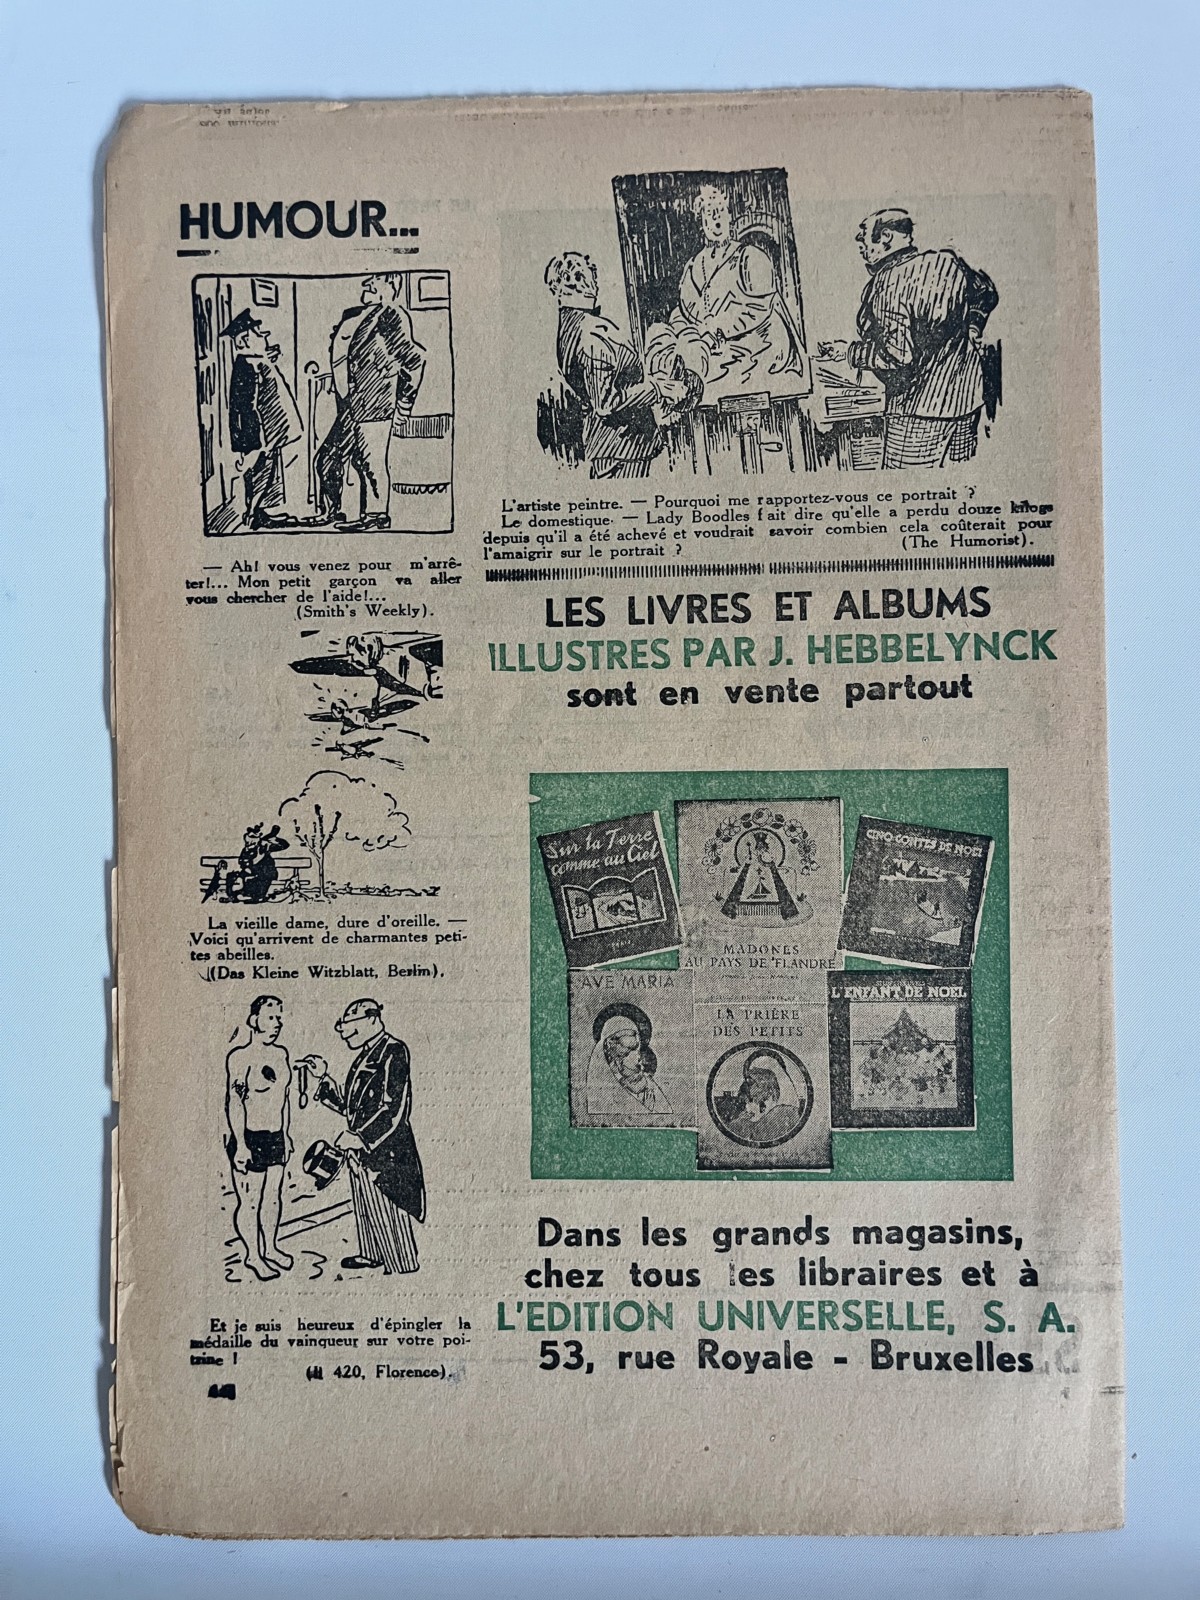 HUMOUR...
— Ah! vous venez pour m'arrê-
ter!... Mon petit garçon va aller
vous chercher de l'aide!...
(Smith's Weekly).
La vieille dame, dure d'oreille. —
Voici qu'arrivent de charmantes peti-
tes abeilles.
(Das Kleine Witzblatt, Berlin).
Et je suis heureux d'épingler la
médaille du vainqueur sur votre poi-
trine !
(Il 420, Florence).
L'artiste peintre. — Pourquoi me rapportez-vous ce portrait ?
Le domestique. — Lady Boodles fait dire qu'elle a perdu douze kilogs
depuis qu'il a été achevé et voudrait savoir combien cela coûterait pour
l'amaigrir sur le portrait ?
(The Humorist).
LES LIVRES ET ALBUMS
ILLUSTRES PAR J. HEBBELYNCK
sont en vente partout
Sur la Terre
comme au Ciel
MADONES
AU PAYS DE FLANDRE
CINQ CONTES DE NOEL
AVE MARIA
LA PRIÈRE
DES PETITS
L'ENFANT DE NOEL
Dans les grands magasins,
chez tous les libraires et à
L'EDITION UNIVERSELLE, S. A.
53, rue Royale - Bruxelles